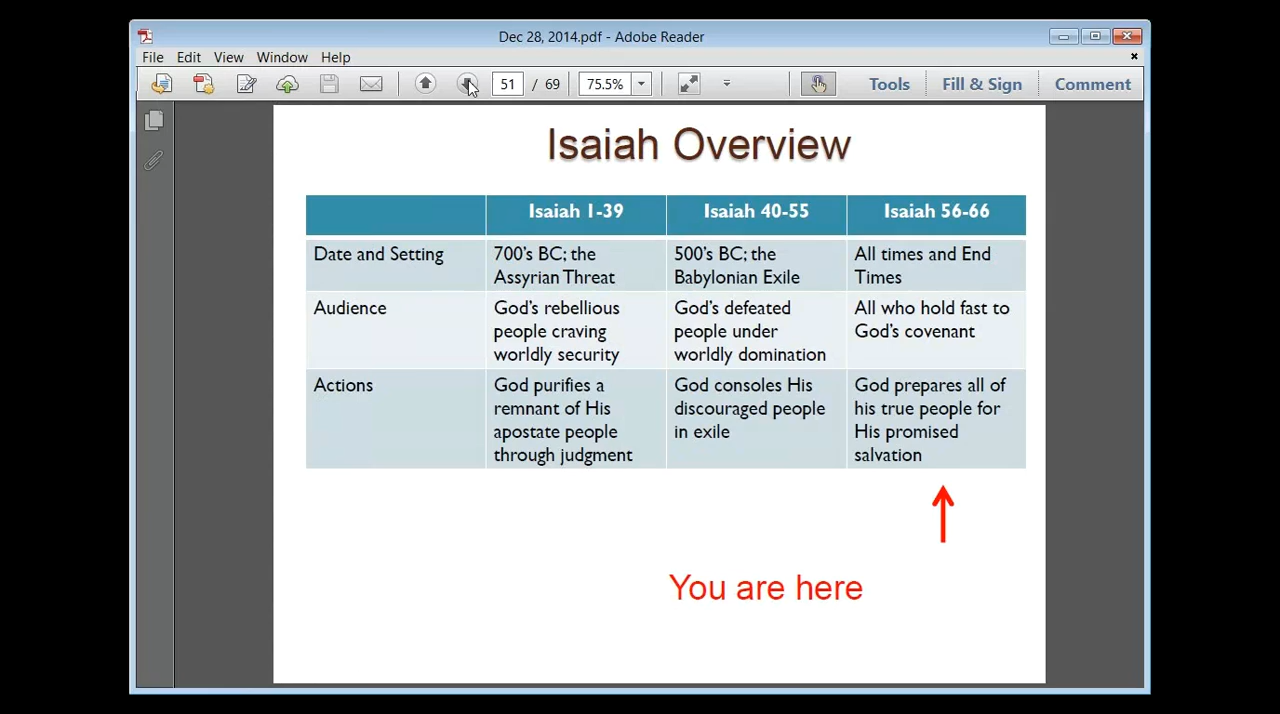 Dec 28, 2014.pdf - Adobe Reader
File Edit View Window Help
51 / 69 75.5% Tools Fill & Sign Comment
Isaiah Overview
Isaiah 1-39 Isaiah 40-55 Isaiah 56-66
Date and Setting 700's BC; the 500's BC; the All times and End
Assyrian Threat Babylonian Exile Times
Audience God's rebellious God's defeated All who hold fast to
people craving people under God's covenant
worldly security worldly domination
Actions God purifies a God consoles His God prepares all of
remnant of His discouraged people his true people for
apostate people in exile His promised
through judgment salvation
You are here